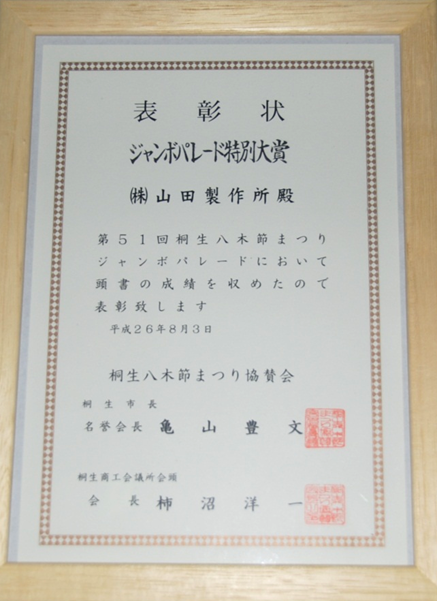 表彰状
ジャンボパレード特別大賞
㈱山田製作所殿
第５１回桐生八木節まつり
ジャンボパレードにおいて
頭書の成績を収めたので
表彰致します
平成２６年８月３日
桐生八木節まつり協賛会
桐生市長
名誉会長 亀山豊文
桐生商工会議所会頭
会長 柿沼洋一